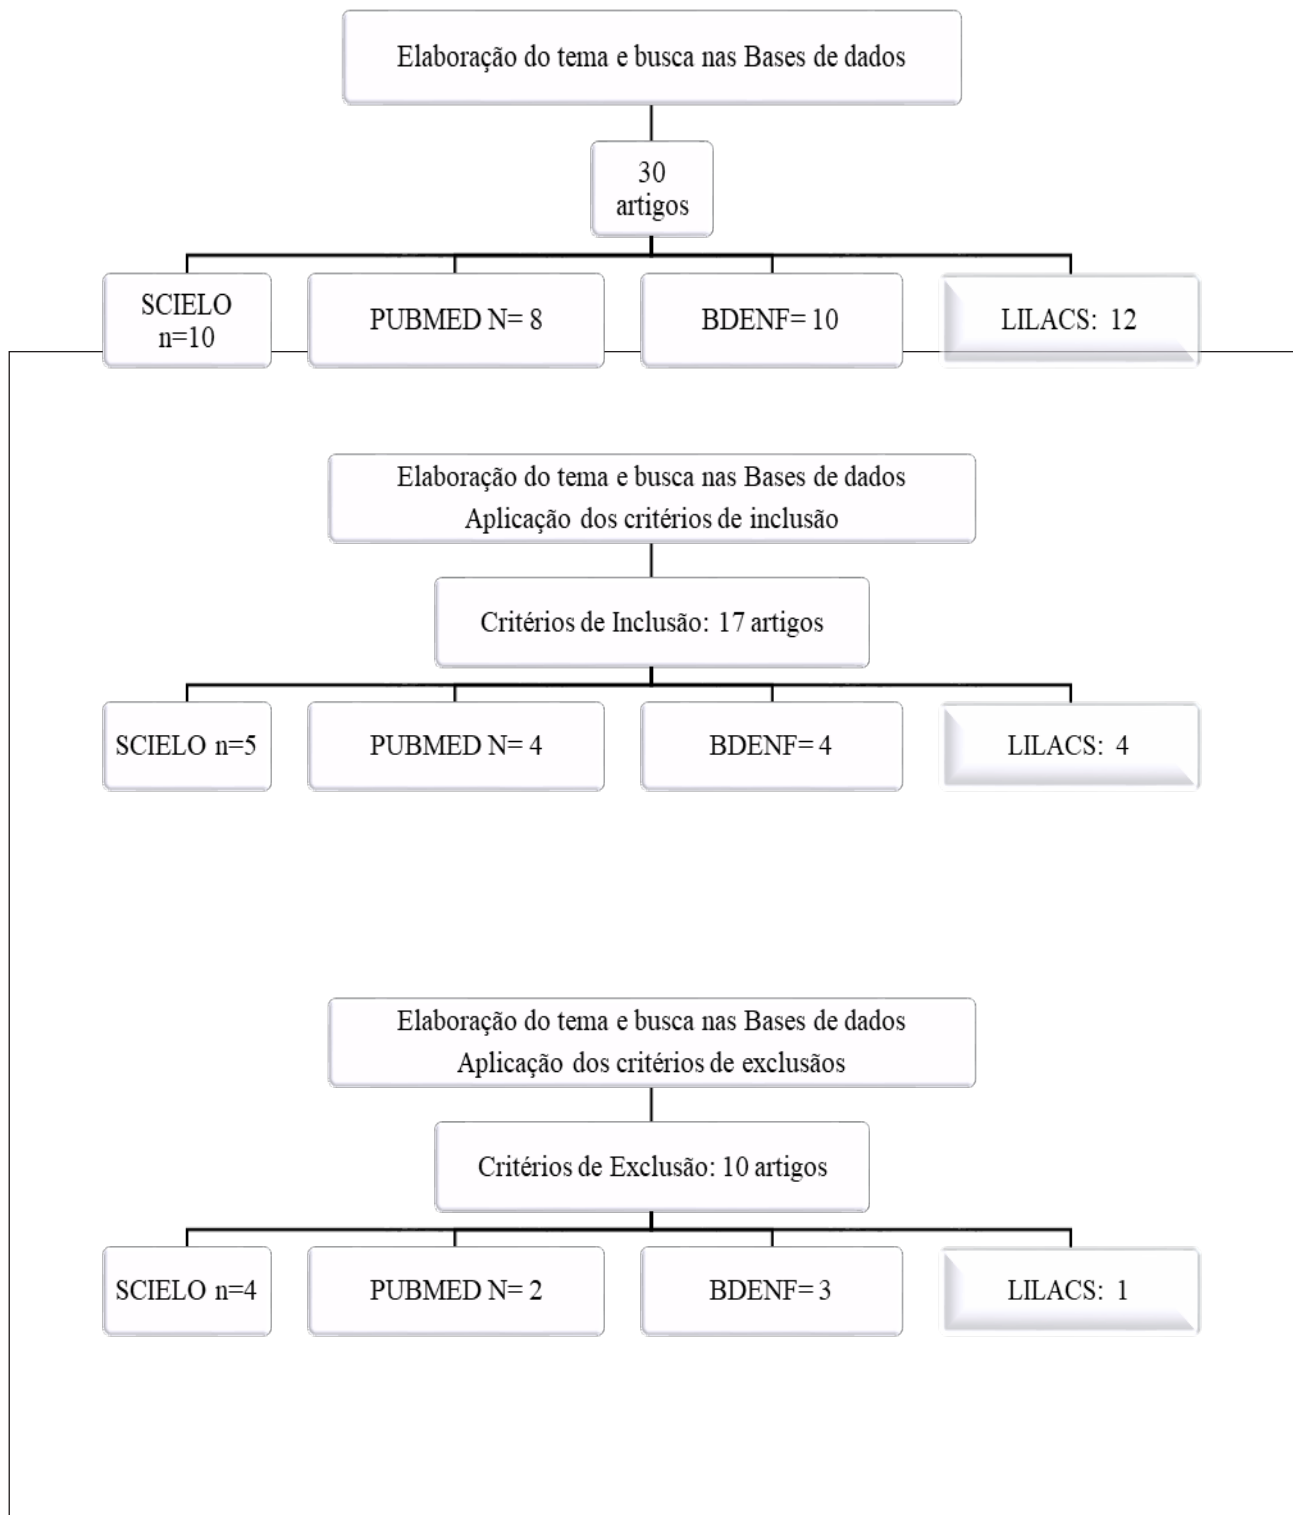 Elaboração do tema e busca nas Bases de dados
30
artigos
SCIELO
n=10
PUBMED N= 8
BDENF= 10
LILACS: 12
Elaboração do tema e busca nas Bases de dados
Aplicação dos critérios de inclusão
Critérios de Inclusão: 17 artigos
SCIELO n=5
PUBMED N= 4
BDENF= 4
LILACS: 4
Elaboração do tema e busca nas Bases de dados
Aplicação dos critérios de exclusãos
Critérios de Exclusão: 10 artigos
SCIELO n=4
PUBMED N= 2
BDENF= 3
LILACS: 1